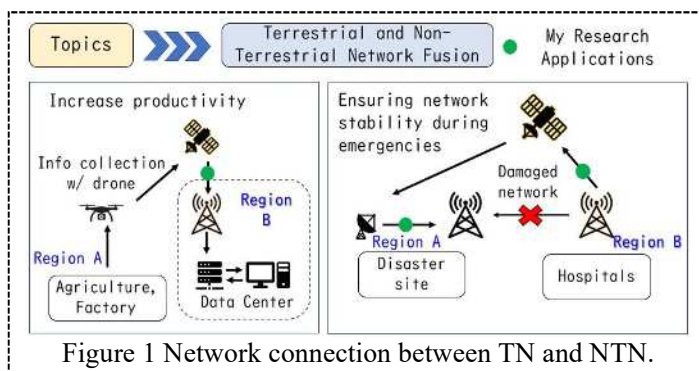 Topics
Terrestrial and Non-
Terrestrial Network Fusion
My Research
Applications
Increase productivity
Info collection
w/ drone
Region A
Agriculture,
Factory
Region
B
Data Center
Ensuring network
stability during
emergencies
Damaged
network
Region A
Disaster
site
Region B
Hospitals
Figure 1 Network connection between TN and NTN.